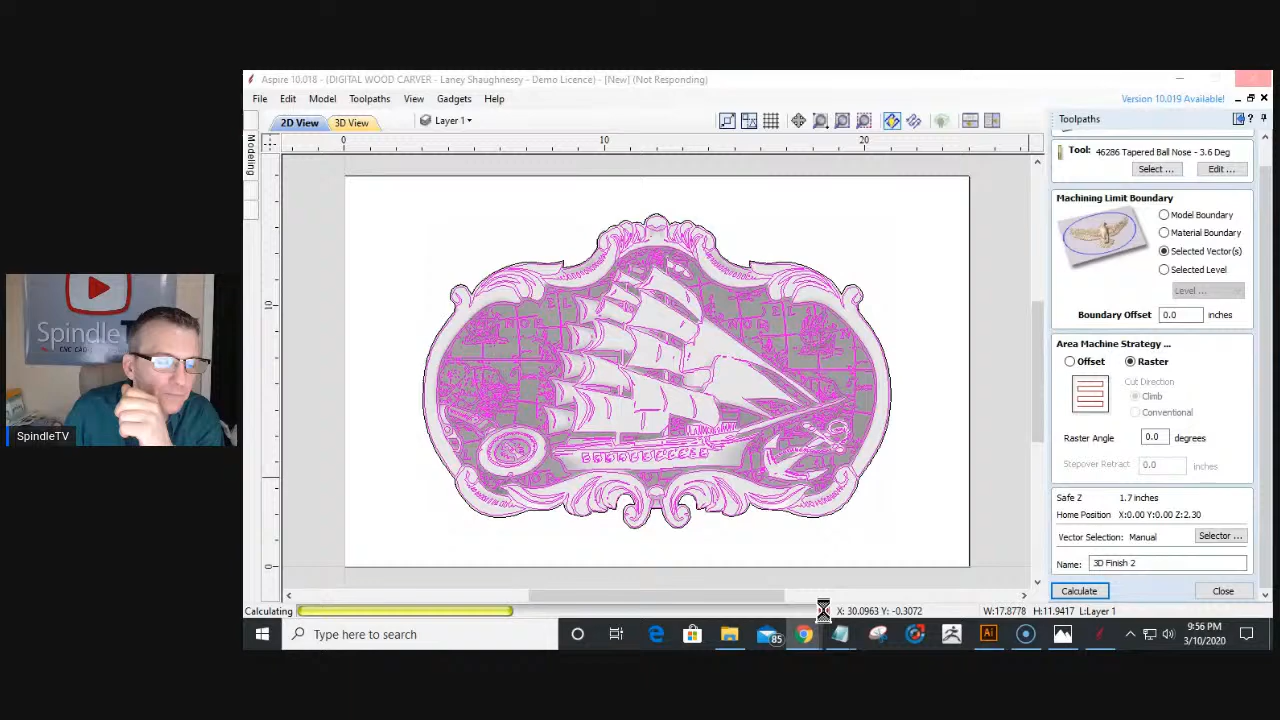 Aspire 10.018 - (DIGITAL WOOD CARVER - Laney Shaughnessy - Demo Licence) - [New] (Not Responding)
File Edit Model Toolpaths View Gadgets Help
Version 10.019 Available!
2D View 3D View Layer 1
Toolpaths
0 10 20
Modeling
10
0
Tool: 46286 Tapered Ball Nose - 3.6 Deg
Select ... Edit ...
Machining Limit Boundary
Model Boundary
Material Boundary
Selected Vector(s)
Selected Level
Level ...
Boundary Offset 0.0 inches
Area Machine Strategy ...
Offset Raster
Cut Direction
Climb
Conventional
Raster Angle 0.0 degrees
Stepover Retract 0.0 inches
Safe Z 1.7 inches
Home Position X:0.00 Y:0.00 Z:2.30
Vector Selection: Manual Selector ...
Name: 3D Finish 2
Calculate Close
Calculating
X: 30.0963 Y: -0.3072
W:17.8778 H:11.9417 L:Layer 1
Spindle
SpindleTV
Type here to search
85
Ai
9:56 PM
3/10/2020